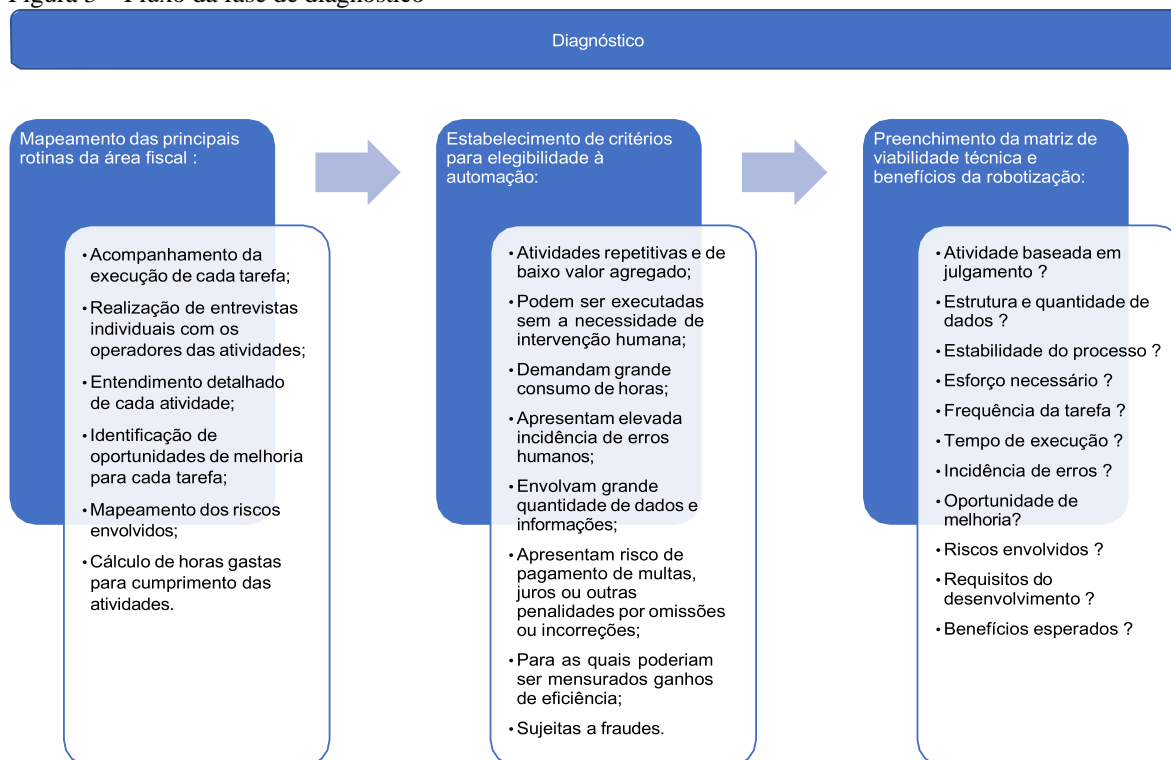 Figura 3 – Fluxo da fase de diagnóstico
Diagnóstico
Mapeamento das principais
rotinas da área fiscal :
• Acompanhamento da
execução de cada tarefa;
• Realização de entrevistas
individuais com os
operadores das atividades;
• Entendimento detalhado
de cada atividade;
• Identificação de
oportunidades de melhoria
para cada tarefa;
• Mapeamento dos riscos
envolvidos;
• Cálculo de horas gastas
para cumprimento das
atividades.
Estabelecimento de critérios
para elegibilidade à
automação:
• Atividades repetitivas e de
baixo valor agregado;
• Podem ser executadas
sem a necessidade de
intervenção humana;
• Demandam grande
consumo de horas;
• Apresentam elevada
incidência de erros
humanos;
• Envolvam grande
quantidade de dados e
informações;
• Apresentam risco de
pagamento de multas,
juros ou outras
penalidades por omissões
ou incorreções;
• Para as quais poderiam
ser mensurados ganhos
de eficiência;
• Sujeitas a fraudes.
Preenchimento da matriz de
viabilidade técnica e
benefícios da robotização:
• Atividade baseada em
julgamento ?
• Estrutura e quantidade de
dados ?
• Estabilidade do processo ?
• Esforço necessário ?
• Frequência da tarefa ?
• Tempo de execução ?
• Incidência de erros ?
• Oportunidade de
melhoria?
• Riscos envolvidos ?
• Requisitos do
desenvolvimento ?
• Benefícios esperados ?